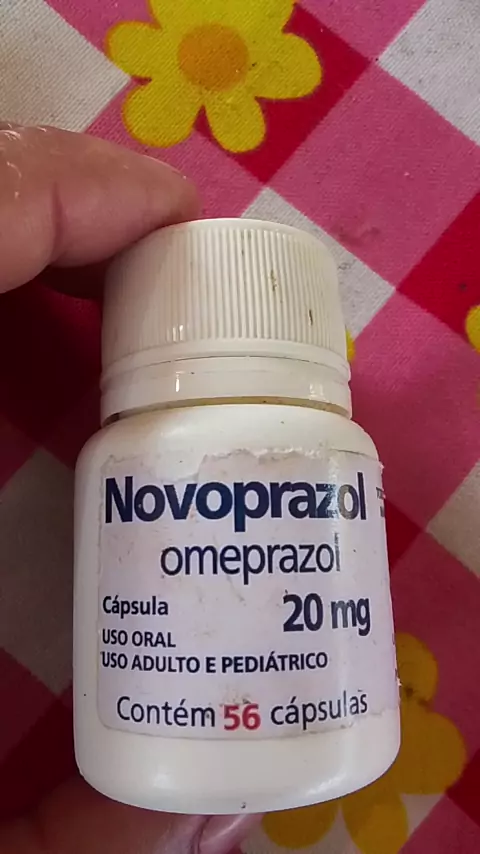 Novoprazol
omeprazol
Cápsula
20 mg
USO ORAL
USO ADULTO E PEDIÁTRICO
Contém 56 cápsulas